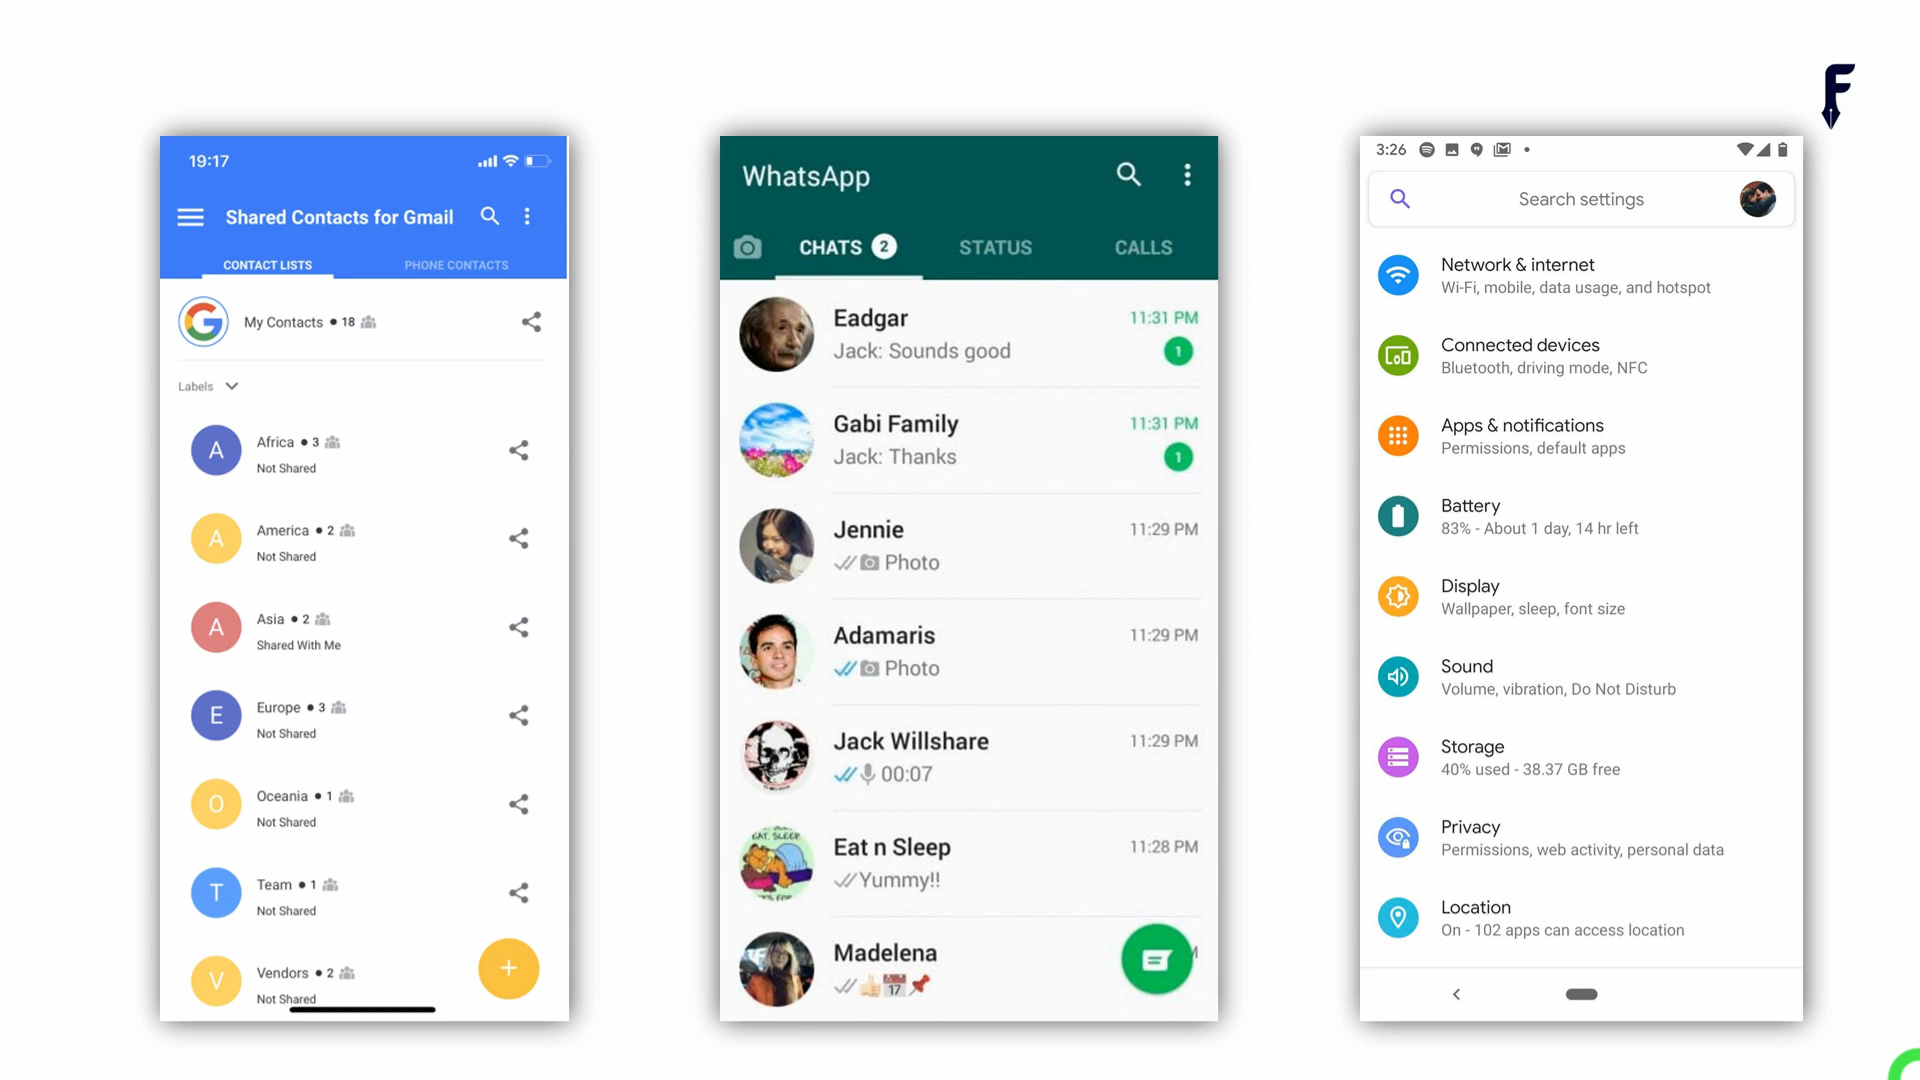 19:17
Shared Contacts for Gmail
CONTACT LISTS
PHONE CONTACTS
My Contacts • 18
Labels
A
Africa • 3
Not Shared
A
America • 2
Not Shared
A
Asia • 2
Shared With Me
E
Europe • 3
Not Shared
O
Oceania • 1
Not Shared
T
Team • 1
Not Shared
V
Vendors • 2
Not Shared
WhatsApp
CHATS 2
STATUS
CALLS
Eadgar
11:31 PM
Jack: Sounds good
1
Gabi Family
11:31 PM
Jack: Thanks
1
Jennie
11:29 PM
Photo
Adamaris
11:29 PM
Photo
Jack Willshare
11:29 PM
00:07
EAT. SLEEP.
Eat n Sleep
11:28 PM
Yummy!!
Madelena
M
17
F
3:26
Search settings
Network & internet
Wi-Fi, mobile, data usage, and hotspot
Connected devices
Bluetooth, driving mode, NFC
Apps & notifications
Permissions, default apps
Battery
83% - About 1 day, 14 hr left
Display
Wallpaper, sleep, font size
Sound
Volume, vibration, Do Not Disturb
Storage
40% used - 38.37 GB free
Privacy
Permissions, web activity, personal data
Location
On - 102 apps can access location